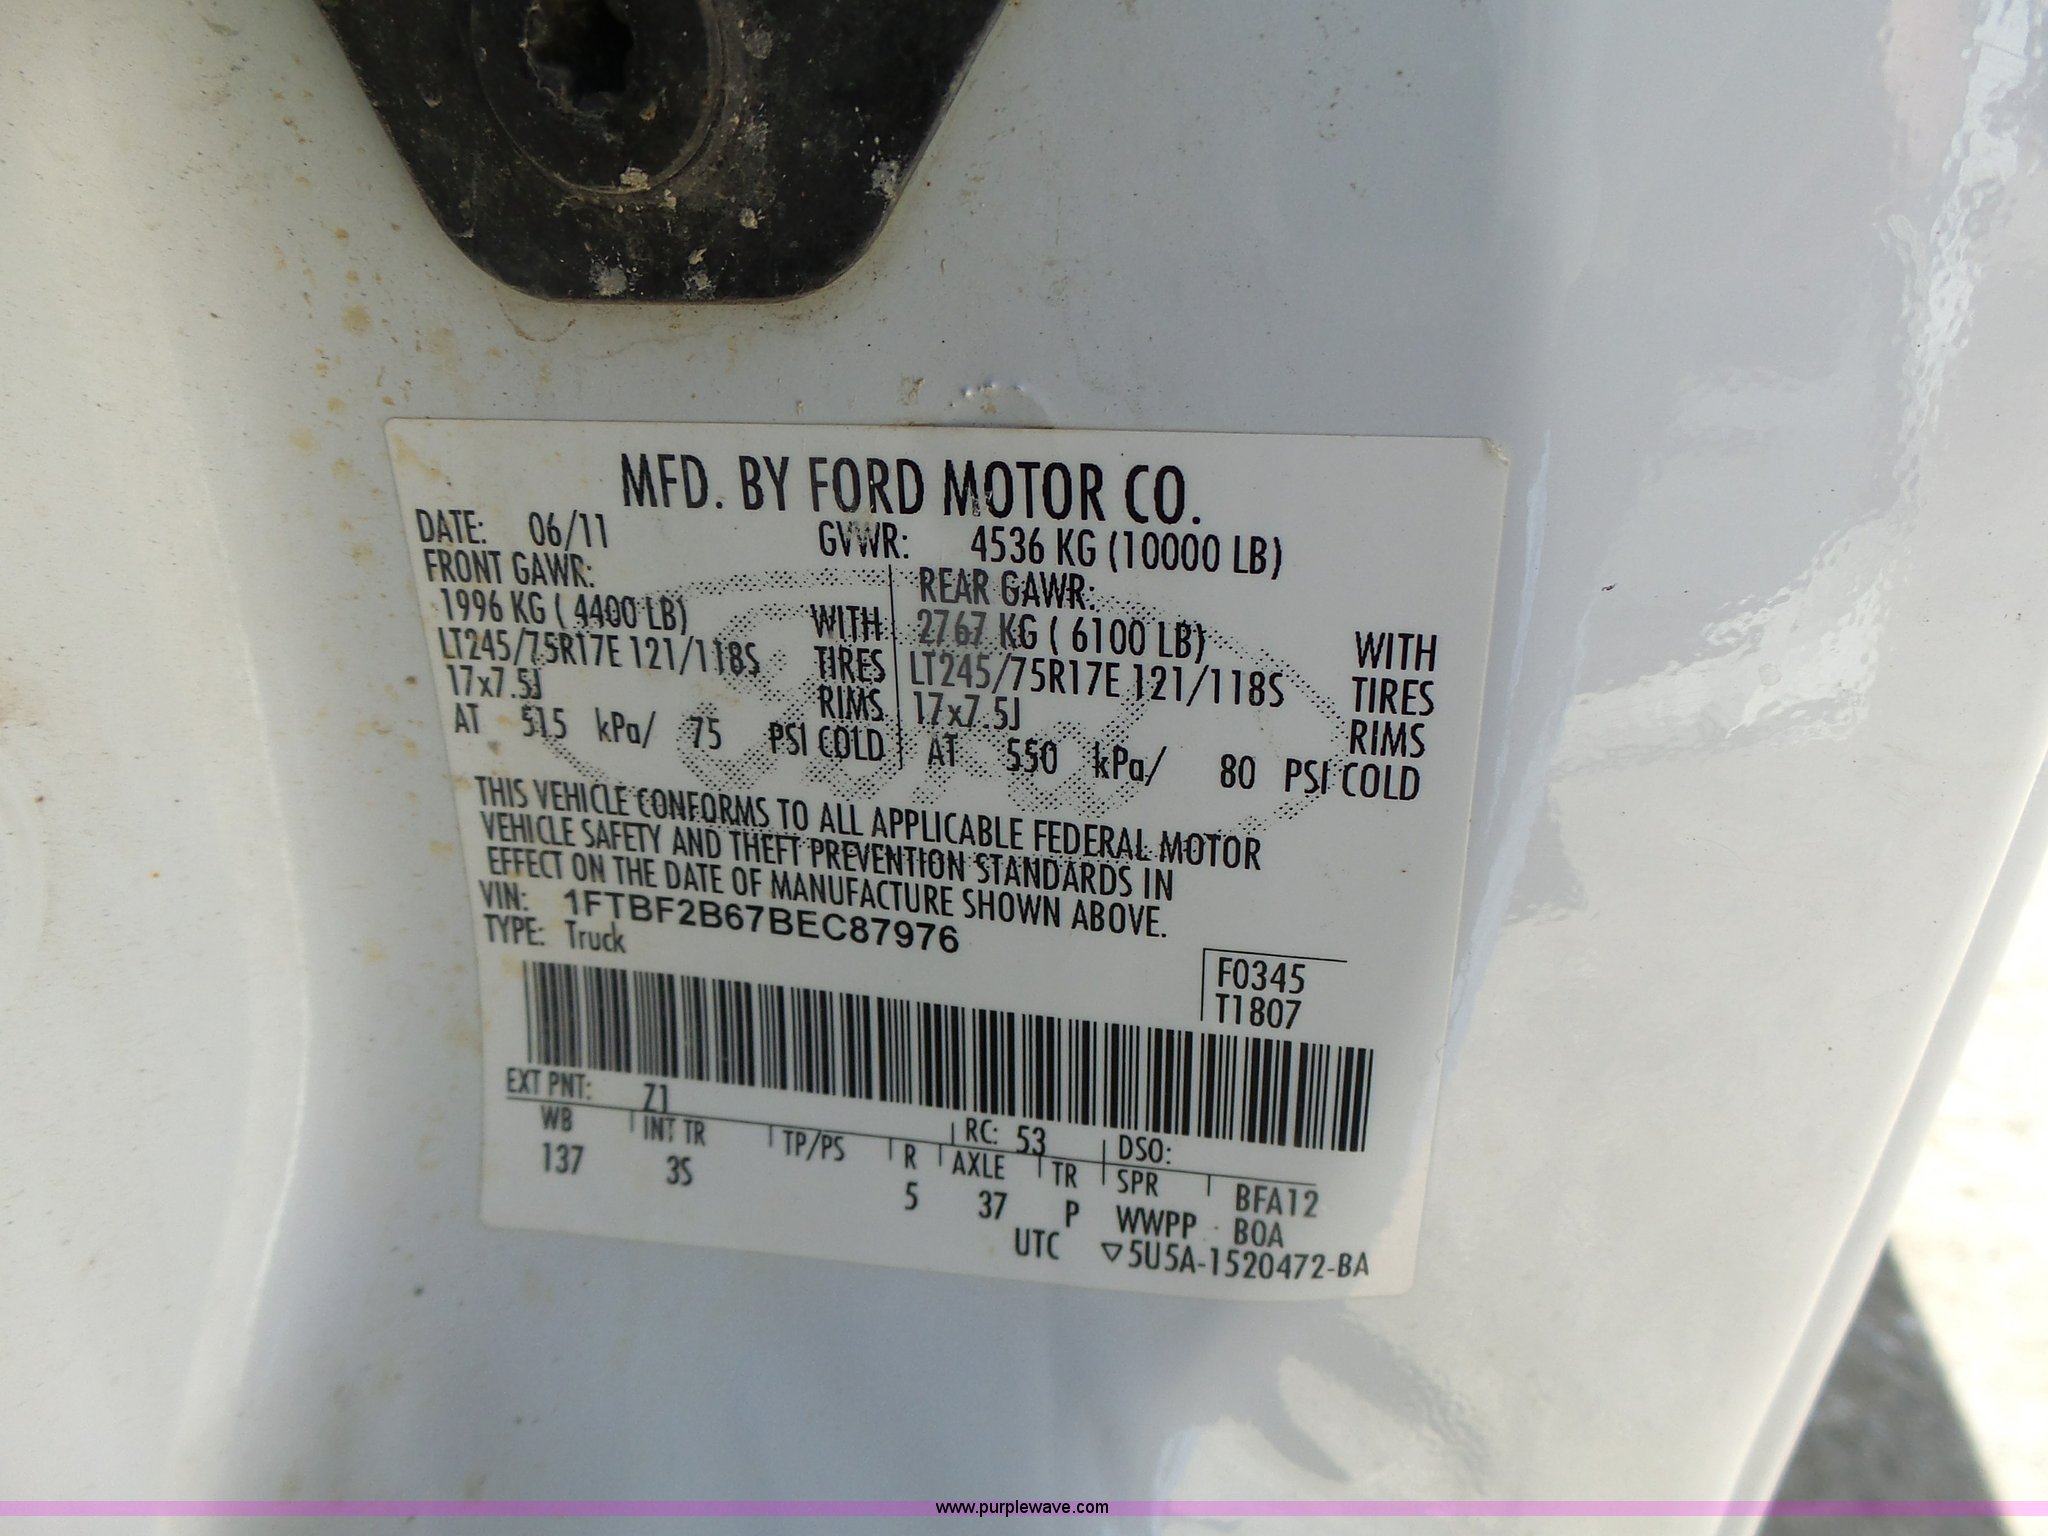 MFD. BY FORD MOTOR CO.
DATE: 06/11 GVWR: 4536 KG (10000 LB)
FRONT GAWR: REAR GAWR:
1996 KG ( 4400 LB) WITH 2767 KG ( 6100 LB) WITH
LT245/75R17E 121/118S TIRES LT245/75R17E 121/118S TIRES
17x7.5J RIMS 17x7.5J RIMS
AT 515 kPa/ 75 PSI COLD AT 550 kPa/ 80 PSI COLD
THIS VEHICLE CONFORMS TO ALL APPLICABLE FEDERAL MOTOR
VEHICLE SAFETY AND THEFT PREVENTION STANDARDS IN
EFFECT ON THE DATE OF MANUFACTURE SHOWN ABOVE.
VIN: 1FTBF2B67BEC87976
TYPE: Truck
F0345
T1807
EXT PNT: Z1 RC: 53 DSO:
WB INT TR TP/PS R AXLE TR SPR BFA12
137 3S 5 37 P WWPP BOA
UTC ▽5U5A-1520472-BA
www.purplewave.com